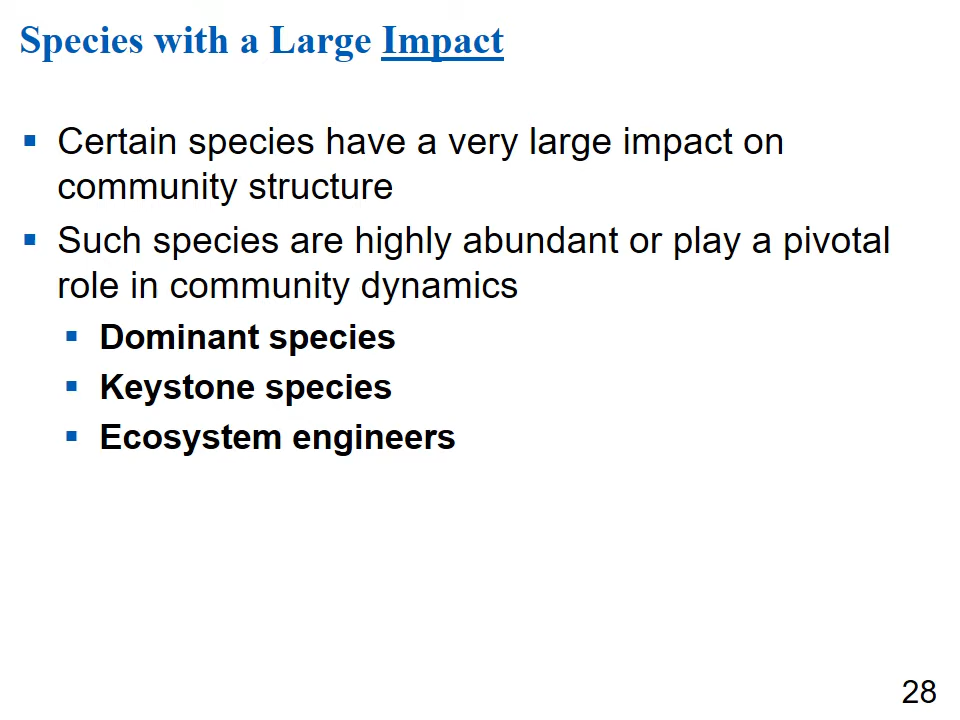 Species with a Large Impact
▪ Certain species have a very large impact on
community structure
▪ Such species are highly abundant or play a pivotal
role in community dynamics
▪ Dominant species
▪ Keystone species
▪ Ecosystem engineers
28